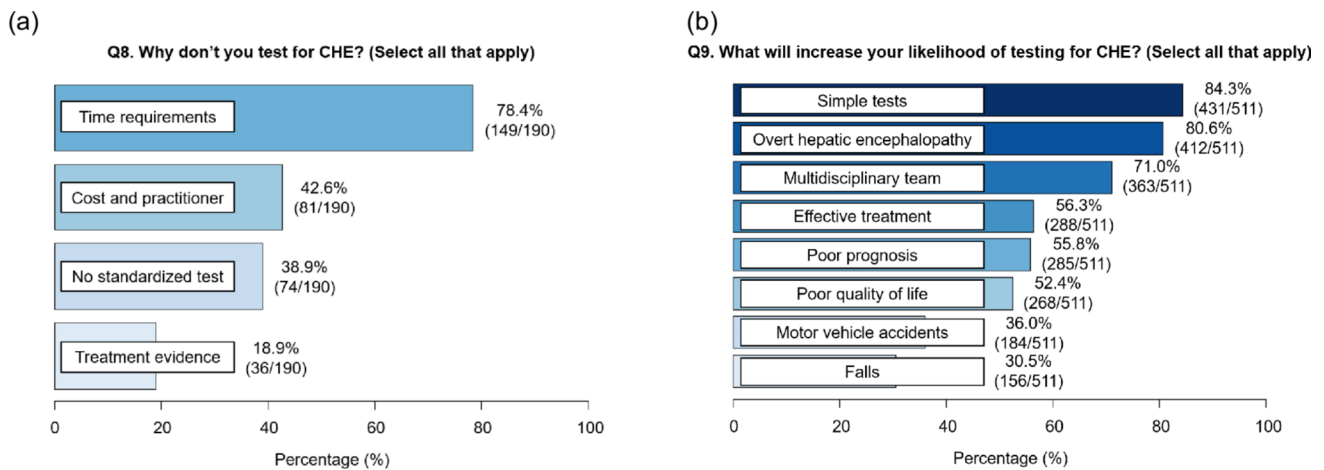 (a)
Q8. Why don't you test for CHE? (Select all that apply)
Time requirements
78.4%
(149/190)
Cost and practitioner
42.6%
(81/190)
No standardized test
38.9%
(74/190)
Treatment evidence
18.9%
(36/190)
0 20 40 60 80 100
Percentage (%)
(b)
Q9. What will increase your likelihood of testing for CHE? (Select all that apply)
Simple tests
84.3%
(431/511)
Overt hepatic encephalopathy
80.6%
(412/511)
Multidisciplinary team
71.0%
(363/511)
Effective treatment
56.3%
(288/511)
Poor prognosis
55.8%
(285/511)
Poor quality of life
52.4%
(268/511)
Motor vehicle accidents
36.0%
(184/511)
Falls
30.5%
(156/511)
0 20 40 60 80 100
Percentage (%)